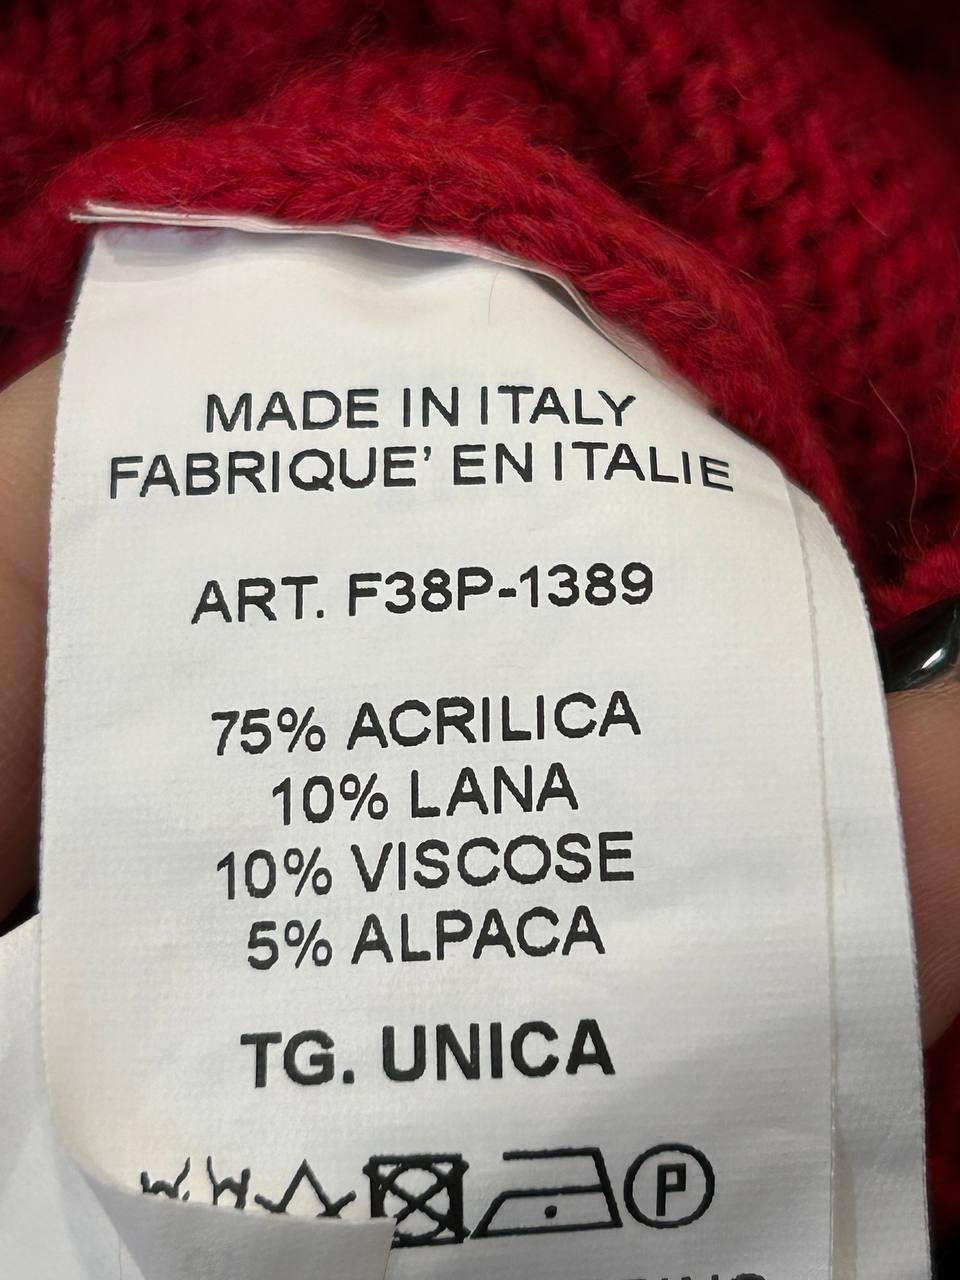 MADE IN ITALY
FABRIQUE’ EN ITALIE
ART. F38P-1389
75% ACRILICA
10% LANA
10% VISCOSE
5% ALPACA
TG. UNICA
P